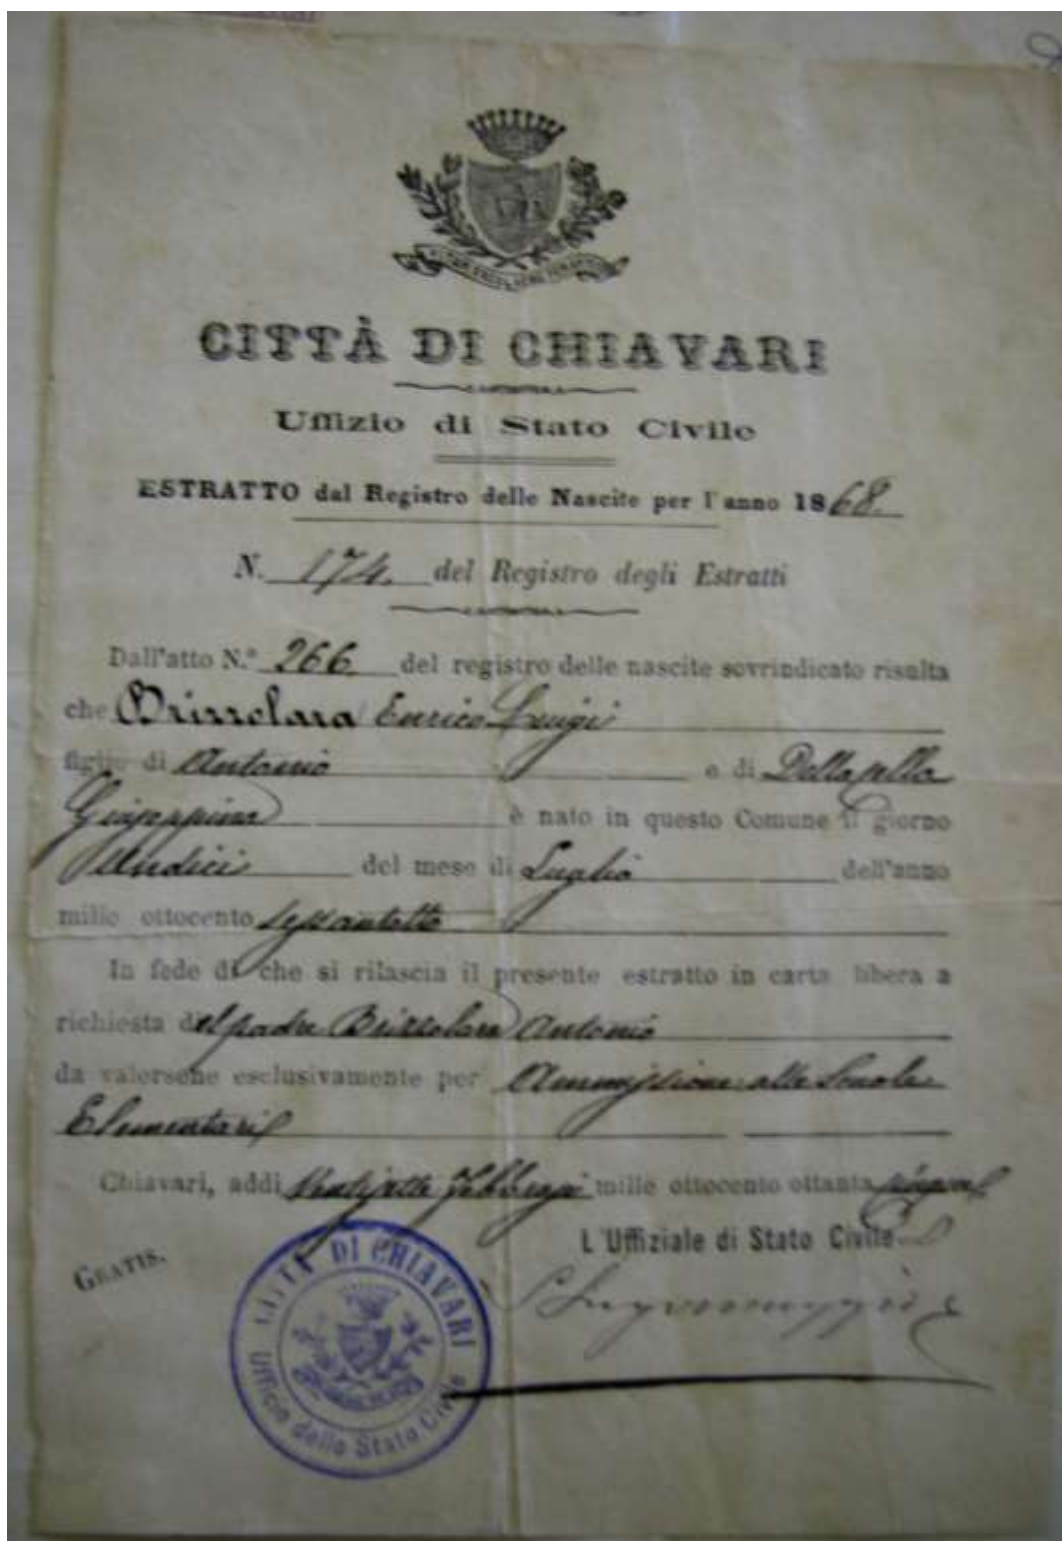 CITTÀ DI CHIAVARI
Uffizio di Stato Civile
ESTRATTO dal Registro delle Nascite per l'anno 1868.
N. 174. del Registro degli Estratti
Dall'atto N.° 266 del registro delle nascite sovrindicato risulta
che Brizzolara Enrico Luigi
figlio di Antonio e di Dellacella
Giuseppina è nato in questo Comune il giorno
Undici del mese di Luglio dell'anno
mille ottocento sessantotto
In fede di che si rilascia il presente estratto in carta libera a
richiesta del padre Brizzolara Antonio
da valersene esclusivamente per Ammissione alle Scuole
Elementari
Chiavari, addì Ventisette mille ottocento ottanta
L'Uffiziale di Stato Civile
GRATIS.
CITTÀ DI CHIAVARI
Ufficio dello Stato Civile